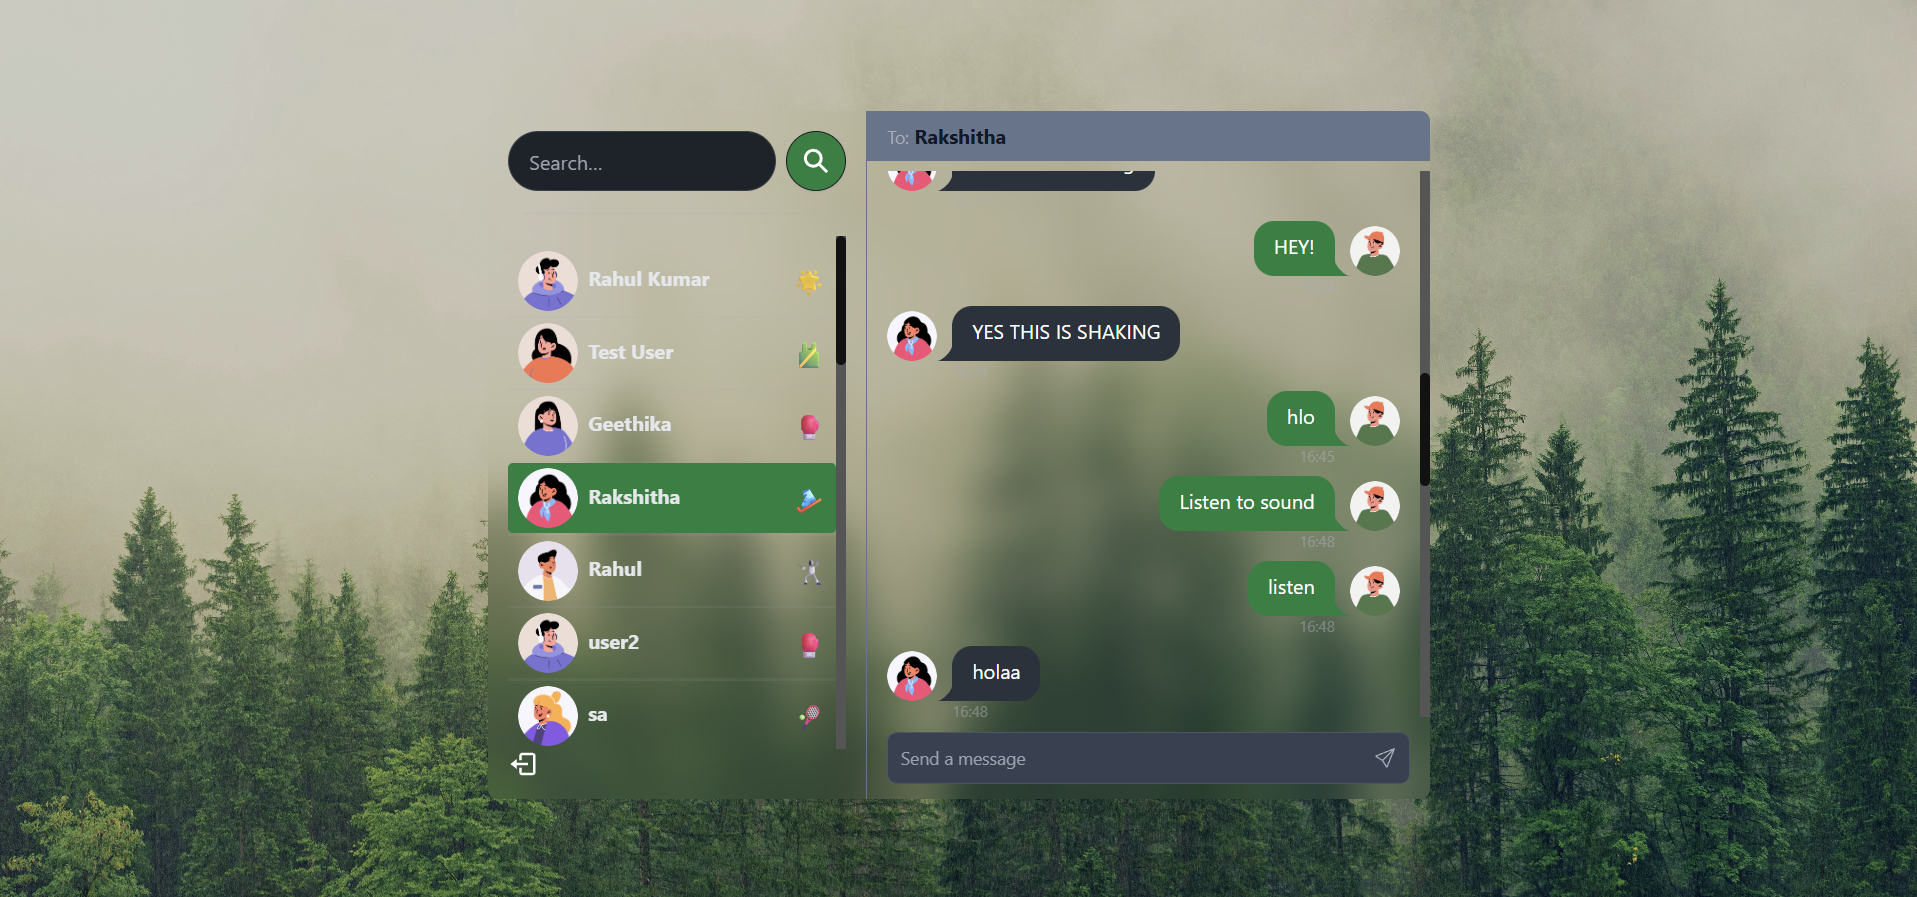 Search...
Rahul Kumar
Test User
Geethika
Rakshitha
Rahul
user2
sa
To: Rakshitha
HEY!
YES THIS IS SHAKING
hlo
16:45
Listen to sound
16:48
listen
16:48
holaa
16:48
Send a message